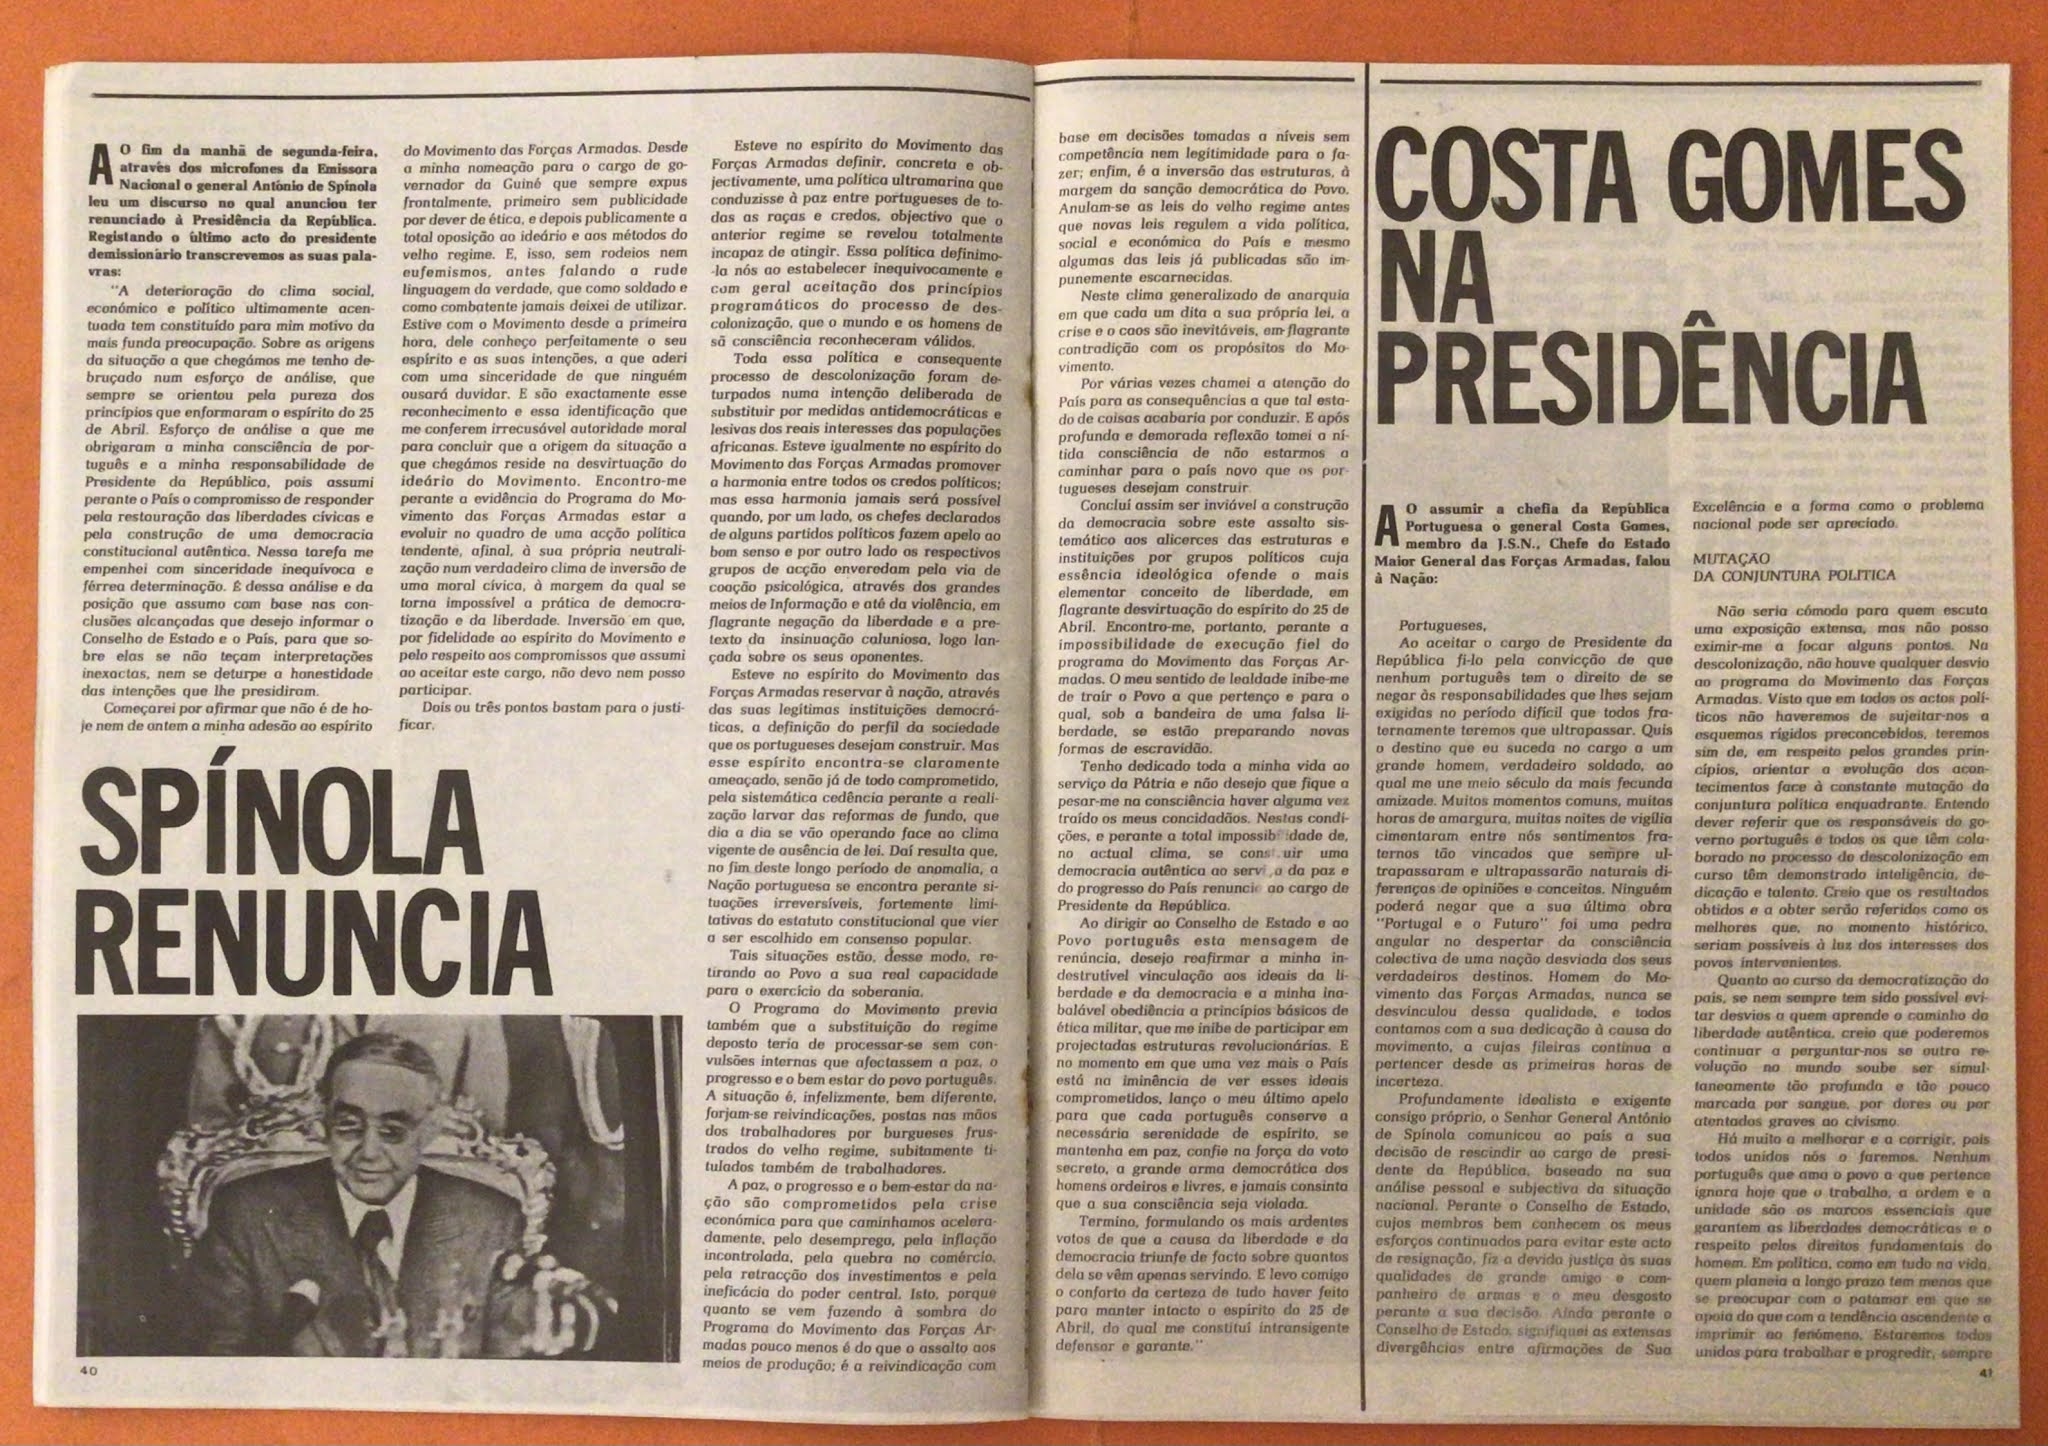 AO fim da manhã de segunda-feira,
através dos microfones da Emissora
Nacional o general António de Spínola
leu um discurso no qual anunciou ter
renunciado à Presidência da República.
Registando o último acto do presidente
demissionário transcrevemos as suas pala-
vras:
"A deterioração do clima social,
económico e político ultimamente acen-
tuada tem constituído para mim motivo da
mais funda preocupação. Sobre as origens
da situação a que chegámos me tenho de-
bruçado num esforço de análise, que
sempre se orientou pela pureza dos
princípios que enformaram o espírito do 25
de Abril. Esforço de análise a que me
obrigaram a minha consciência de por-
tuguês e a minha responsabilidade de
Presidente da República, pois assumi
perante o País o compromisso de responder
pela restauração das liberdades cívicas e
pela construção de uma democracia
constitucional autêntica. Nessa tarefa me
empenhei com sinceridade inequívoca e
férrea determinação. É dessa análise e da
posição que assumo com base nas con-
clusões alcançadas que desejo informar o
Conselho de Estado e o País, para que so-
bre elas se não teçam interpretações
inexactas, nem se deturpe a honestidade
das intenções que lhe presidiram.
Começarei por afirmar que não é de ho-
je nem de ontem a minha adesão ao espírito
do Movimento das Forças Armadas. Desde
a minha nomeação para o cargo de go-
vernador da Guiné que sempre expus
frontalmente, primeiro sem publicidade
por dever de ética, e depois publicamente a
total oposição ao ideário e aos métodos do
velho regime. E, isso, sem rodeios nem
eufemismos, antes falando a rude
linguagem da verdade, que como soldado e
como combatente jamais deixei de utilizar.
Estive com o Movimento desde a primeira
hora, dele conheço perfeitamente o seu
espírito e as suas intenções, a que aderi
com uma sinceridade de que ninguém
ousará duvidar. E são exactamente esse
reconhecimento e essa identificação que
me conferem irrecusável autoridade moral
para concluir que a origem da situação a
que chegámos reside na desvirtuação do
ideário do Movimento. Encontro-me
perante a evidência do Programa do Mo-
vimento das Forças Armadas estar a
evoluir no quadro de uma acção política
tendente, afinal, à sua própria neutrali-
zação num verdadeiro clima de inversão de
uma moral cívica, à margem da qual se
torna impossível a prática de democra-
tização e da liberdade. Inversão em que,
por fidelidade ao espírito do Movimento e
pelo respeito aos compromissos que assumi
ao aceitar este cargo, não devo nem posso
participar.
Dois ou três pontos bastam para o justi-
ficar.
SPÍNOLA
RENUNCIA
40
Esteve no espírito do Movimento das
Forças Armadas definir, concreta e ob-
jectivamente, uma política ultramarina que
conduzisse à paz entre portugueses de to-
das as raças e credos, objectivo que o
anterior regime se revelou totalmente
incapaz de atingir. Essa política definimo-
-la nós ao estabelecer inequivocamente e
com geral aceitação dos princípios
programáticos do processo de des-
colonização, que o mundo e os homens de
sã consciência reconheceram válidos.
Toda essa política e consequente
processo de descolonização foram de-
turpados numa intenção deliberada de
substituir por medidas antidemocráticas e
lesivas dos reais interesses das populações
africanas. Esteve igualmente no espírito do
Movimento das Forças Armadas promover
a harmonia entre todos os credos políticos;
mas essa harmonia jamais será possível
quando, por um lado, os chefes declarados
de alguns partidos políticos fazem apelo ao
bom senso e por outro lado os respectivos
grupos de acção enveredam pela via de
coação psicológica, através dos grandes
meios de Informação e até da violência, em
flagrante negação da liberdade e a pre-
texto da insinuação caluniosa, logo lan-
çada sobre os seus oponentes.
Esteve no espírito do Movimento das
Forças Armadas reservar à nação, através
das suas legítimas instituições democrá-
ticas, a definição do perfil da sociedade
que os portugueses desejam construir. Mas
esse espírito encontra-se claramente
ameaçado, senão já de todo comprometido,
pela sistemática cedência perante a reali-
zação larvar das reformas de fundo, que
dia a dia se vão operando face ao clima
vigente de ausência de lei. Daí resulta que,
no fim deste longo período de anomalia, a
Nação portuguesa se encontra perante si-
tuações irreversíveis, fortemente limi-
tativas do estatuto constitucional que vier
a ser escolhido em consenso popular.
Tais situações estão, desse modo, re-
tirando ao Povo a sua real capacidade
para o exercício da soberania.
O Programa do Movimento previa
também que a substituição do regime
deposto teria de processar-se sem con-
vulsões internas que afectassem a paz, o
progresso e o bem estar do povo português.
A situação é, infelizmente, bem diferente,
forjam-se reivindicações, postas nas mãos
dos trabalhadores por burgueses frus-
trados do velho regime, subitamente ti-
tulados também de trabalhadores.
A paz, o progresso e o bem-estar da na-
ção são comprometidos pela crise
económica para que caminhamos acelera-
damente, pelo desemprego, pela inflação
incontrolada, pela quebra no comércio,
pela retracção dos investimentos e pela
ineficácia do poder central. Isto, porque
quanto se vem fazendo à sombra do
Programa do Movimento das Forças Ar-
madas pouco menos é do que o assalto aos
meios de produção; é a reivindicação com
base em decisões tomadas a níveis sem
competência nem legitimidade para o fa-
zer; enfim, é a inversão das estruturas, à
margem da sanção democrática do Povo.
Anulam-se as leis do velho regime antes
que novas leis regulem a vida política,
social e económica do País e mesmo
algumas das leis já publicadas são im-
punemente escarnecidas.
Neste clima generalizado de anarquia
em que cada um dita a sua própria lei, a
crise e o caos são inevitáveis, em flagrante
contradição com os propósitos do Mo-
vimento.
Por várias vezes chamei a atenção do
País para as consequências a que tal esta-
do de coisas acabaria por conduzir. E após
profunda e demorada reflexão tomei a ní-
tida consciência de não estarmos a
caminhar para o país novo que os por-
tugueses desejam construir.
Concluí assim ser inviável a construção
da democracia sobre este assalto sis-
temático aos alicerces das estruturas e
instituições por grupos políticos cuja
essência ideológica ofende o mais
elementar conceito de liberdade, em
flagrante desvirtuação do espírito do 25 de
Abril. Encontro-me, portanto, perante a
impossibilidade de execução fiel do
programa do Movimento das Forças Ar-
madas. O meu sentido de lealdade inibe-me
de traír o Povo a que pertenço e para o
qual, sob a bandeira de uma falsa li-
berdade, se estão preparando novas
formas de escravidão.
Tenho dedicado toda a minha vida ao
serviço da Pátria e não desejo que fique a
pesar-me na consciência haver alguma vez
traído os meus concidadãos. Nestas condi-
ções, e perante a total impossibilidade de,
no actual clima, se construir uma
democracia autêntica ao serviço da paz e
do progresso do País renuncio ao cargo de
Presidente da República.
Ao dirigir ao Conselho de Estado e ao
Povo português esta mensagem de
renúncia, desejo reafirmar a minha in-
destrutível vinculação aos ideais da li-
berdade e da democracia e a minha ina-
balável obediência a princípios básicos de
ética militar, que me inibe de participar em
projectadas estruturas revolucionárias. E
no momento em que uma vez mais o País
está na iminência de ver esses ideais
comprometidos, lanço o meu último apelo
para que cada português conserve a
necessária serenidade de espírito, se
mantenha em paz, confie na força do voto
secreto, a grande arma democrática dos
homens ordeiros e livres, e jamais consinta
que a sua consciência seja violada.
Termino, formulando os mais ardentes
votos de que a causa da liberdade e da
democracia triunfe de facto sobre quantos
dela se vêm apenas servindo. E levo comigo
o conforto da certeza de tudo haver feito
para manter intacto o espírito do 25 de
Abril, do qual me constituí intransigente
defensor e garante."
COSTA GOMES
NA
PRESIDÊNCIA
AO assumir a chefia da República
Portuguesa o general Costa Gomes,
membro da J.S.N., Chefe do Estado
Maior General das Forças Armadas, falou
à Nação:
Portugueses,
Ao aceitar o cargo de Presidente da
República fi-lo pela convicção de que
nenhum português tem o direito de se
negar às responsabilidades que lhes sejam
exigidas no período difícil que todos fra-
ternamente teremos que ultrapassar. Quis
o destino que eu suceda no cargo a um
grande homem, verdadeiro soldado, ao
qual me une meio século da mais fecunda
amizade. Muitos momentos comuns, muitas
horas de amargura, muitas noites de vigília
cimentaram entre nós sentimentos fra-
ternos tão vincados que sempre ul-
trapassaram e ultrapassarão naturais di-
ferenças de opiniões e conceitos. Ninguém
poderá negar que a sua última obra
"Portugal e o Futuro" foi uma pedra
angular no despertar da consciência
colectiva de uma nação desviada dos seus
verdadeiros destinos. Homem do Mo-
vimento das Forças Armadas, nunca se
desvinculou dessa qualidade, e todos
contamos com a sua dedicação à causa do
movimento, a cujas fileiras continua a
pertencer desde as primeiras horas de
incerteza.
Profundamente idealista e exigente
consigo próprio, o Senhor General António
de Spínola comunicou ao país a sua
decisão de rescindir ao cargo de presi-
dente da República, baseado na sua
análise pessoal e subjectiva da situação
nacional. Perante o Conselho de Estado,
cujos membros bem conhecem os meus
esforços continuados para evitar este acto
de resignação, fiz a devida justiça às suas
qualidades de grande amigo e com-
panheiro de armas e o meu desgosto
perante a sua decisão. Ainda perante o
Conselho de Estado, signifiquei as extensas
divergências entre afirmações de Sua
Excelência e a forma como o problema
nacional pode ser apreciado.
MUTAÇÃO
DA CONJUNTURA POLITICA
Não seria cómodo para quem escuta
uma exposição extensa, mas não posso
eximir-me a focar alguns pontos. Na
descolonização, não houve qualquer desvio
ao programa do Movimento das Forças
Armadas. Visto que em todos os actos polí-
ticos não haveremos de sujeitar-nos a
esquemas rígidos preconcebidos, teremos
sim de, em respeito pelos grandes prin-
cípios, orientar a evolução dos acon-
tecimentos face à constante mutação da
conjuntura política enquadrante. Entendo
dever referir que os responsáveis do go-
verno português e todos os que têm cola-
borado no processo de descolonização em
curso têm demonstrado inteligência, de-
dicação e talento. Creio que os resultados
obtidos e a obter serão referidos como os
melhores que, no momento histórico,
seriam possíveis à luz dos interesses dos
povos intervenientes.
Quanto ao curso da democratização do
país, se nem sempre tem sido possível evi-
tar desvios a quem aprende o caminho da
liberdade autêntica, creio que poderemos
continuar a perguntar-nos se outra re-
volução no mundo soube ser simul-
taneamente tão profunda e tão pouco
marcada por sangue, por dores ou por
atentados graves ao civismo.
Há muito a melhorar e a corrigir, pois
todos unidos nós o faremos. Nenhum
português que ama o povo a que pertence
ignora hoje que o trabalho, a ordem e a
unidade são os marcos essenciais que
garantem as liberdades democráticas e o
respeito pelos direitos fundamentais do
homem. Em política, como em tudo na vida,
quem planeia a longo prazo tem menos que
se preocupar com o patamar em que se
apoia do que com a tendência ascendente a
imprimir ao fenómeno. Estaremos todos
unidos para trabalhar e progredir, sempre
41